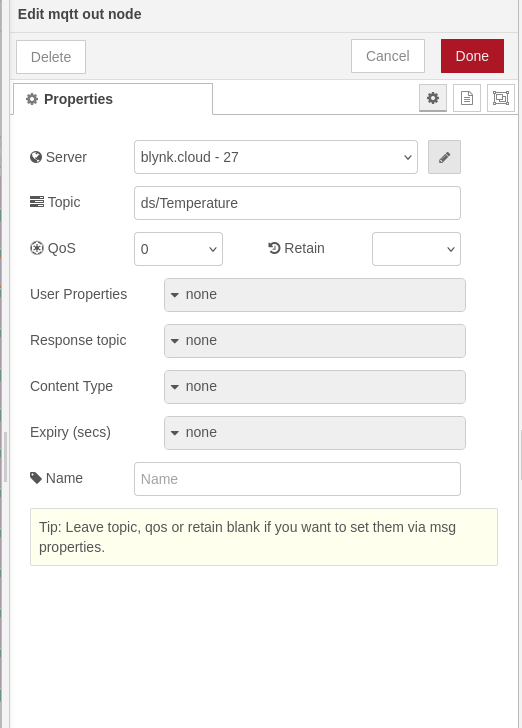 Edit mqtt out node
Delete Cancel Done
Properties
Server blynk.cloud - 27
Topic ds/Temperature
QoS 0 Retain
User Properties none
Response topic none
Content Type none
Expiry (secs) none
Name Name
Tip: Leave topic, qos or retain blank if you want to set them via msg
properties.